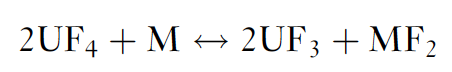 2UF₄ + M ↔ 2UF₃ + MF₂